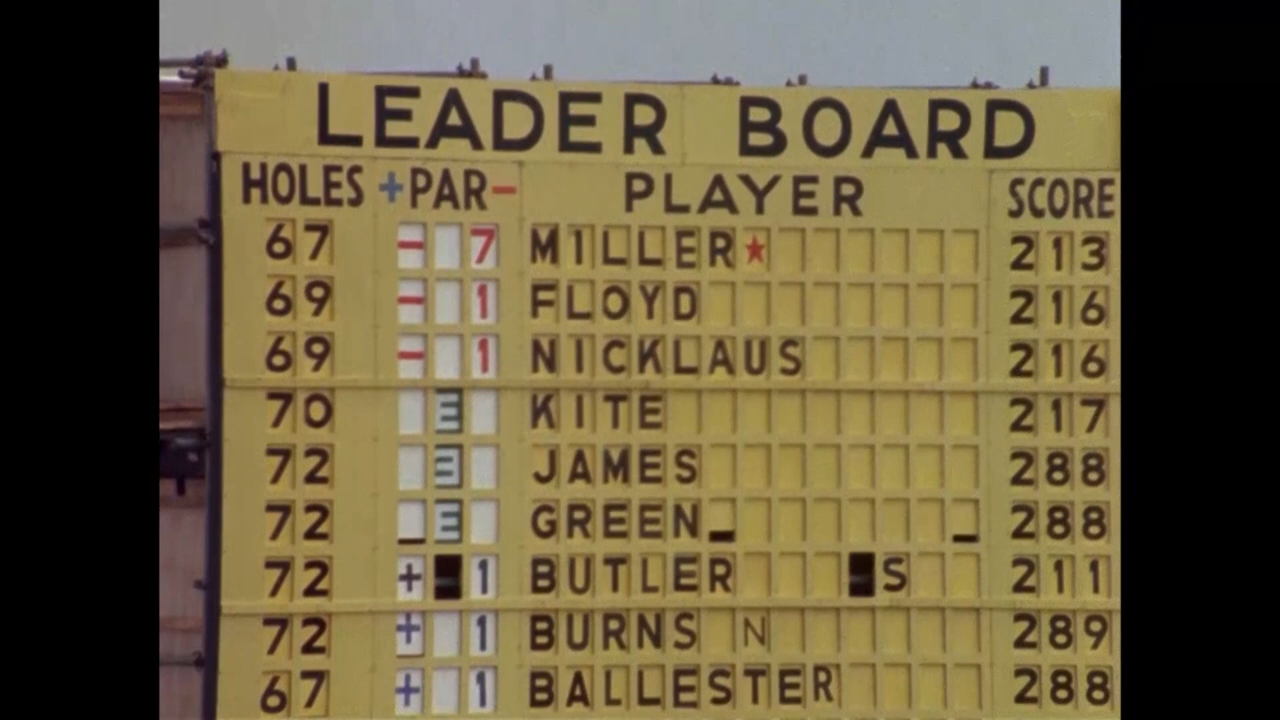 LEADER BOARD
HOLES +PAR- PLAYER SCORE
67 - 7 MILLER★ 213
69 - 1 FLOYD 216
69 - 1 NICKLAUS 216
70 E KITE 217
72 E JAMES 288
72 E GREEN 288
72 + 1 BUTLER S 211
72 + 1 BURNS N 289
67 + 1 BALLESTER 288